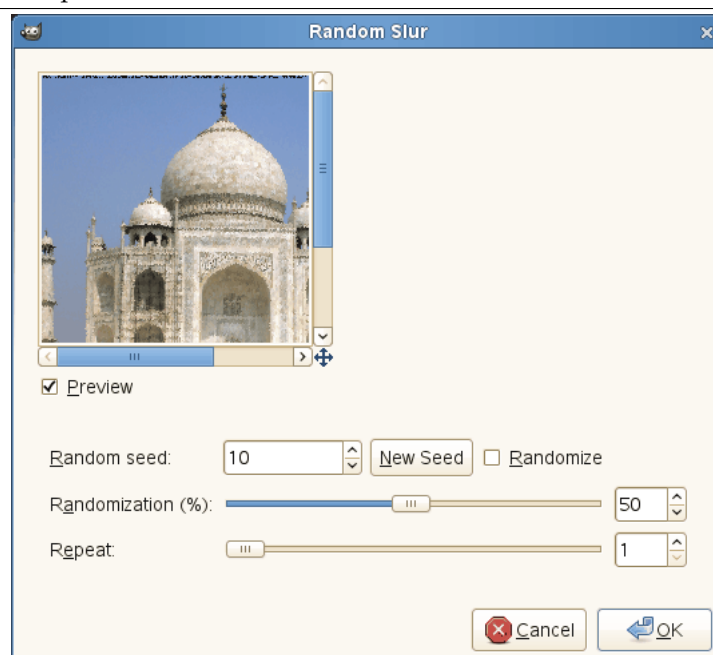 Random Slur
Preview
Random seed: 10 New Seed Randomize
Randomization (%): 50
Repeat: 1
Cancel OK